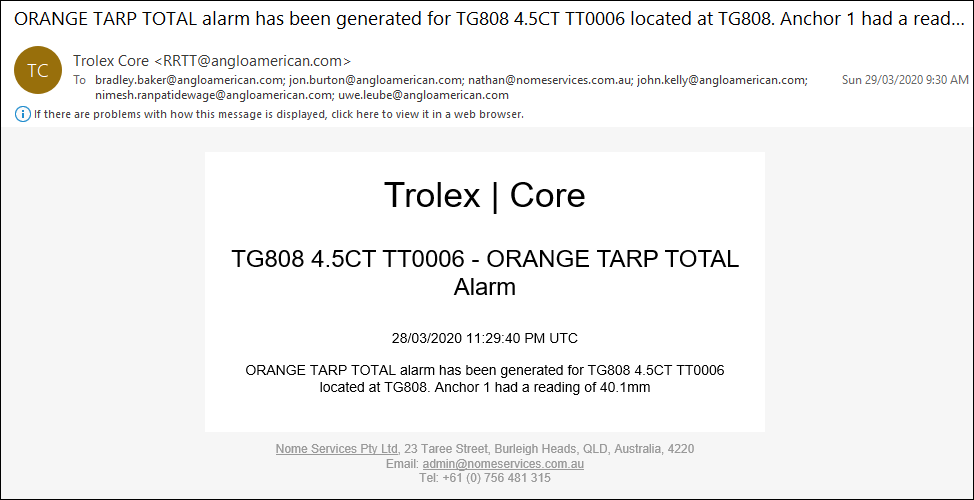 ORANGE TARP TOTAL alarm has been generated for TG808 4.5CT TT0006 located at TG808. Anchor 1 had a read...
TC
Trolex Core <RRTT@angloamerican.com>
To bradley.baker@angloamerican.com; jon.burton@angloamerican.com; nathan@nomeservices.com.au; john.kelly@angloamerican.com;
Sun 29/03/2020 9:30 AM
nimesh.ranpatidewage@angloamerican.com; uwe.leube@angloamerican.com
If there are problems with how this message is displayed, click here to view it in a web browser.
Trolex | Core
TG808 4.5CT TT0006 - ORANGE TARP TOTAL
Alarm
28/03/2020 11:29:40 PM UTC
ORANGE TARP TOTAL alarm has been generated for TG808 4.5CT TT0006
located at TG808. Anchor 1 had a reading of 40.1mm
Nome Services Pty Ltd, 23 Taree Street, Burleigh Heads, QLD, Australia, 4220
Email: admin@nomeservices.com.au
Tel: +61 (0) 756 481 315